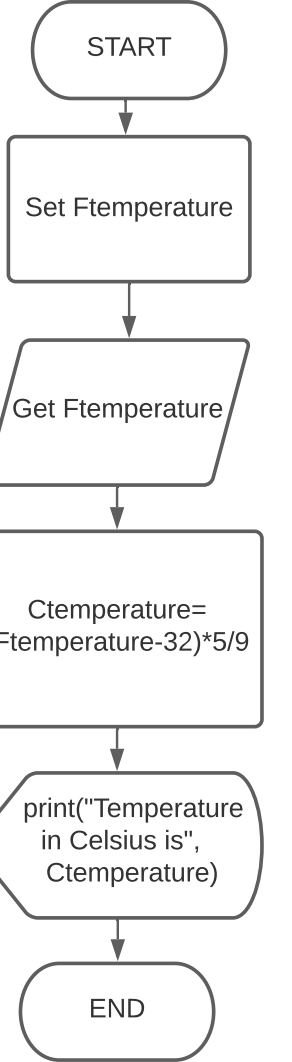 START
Set Ftemperature
Get Ftemperature
Ctemperature=
Ftemperature-32)*5/9
print("Temperature
in Celsius is",
Ctemperature)
END